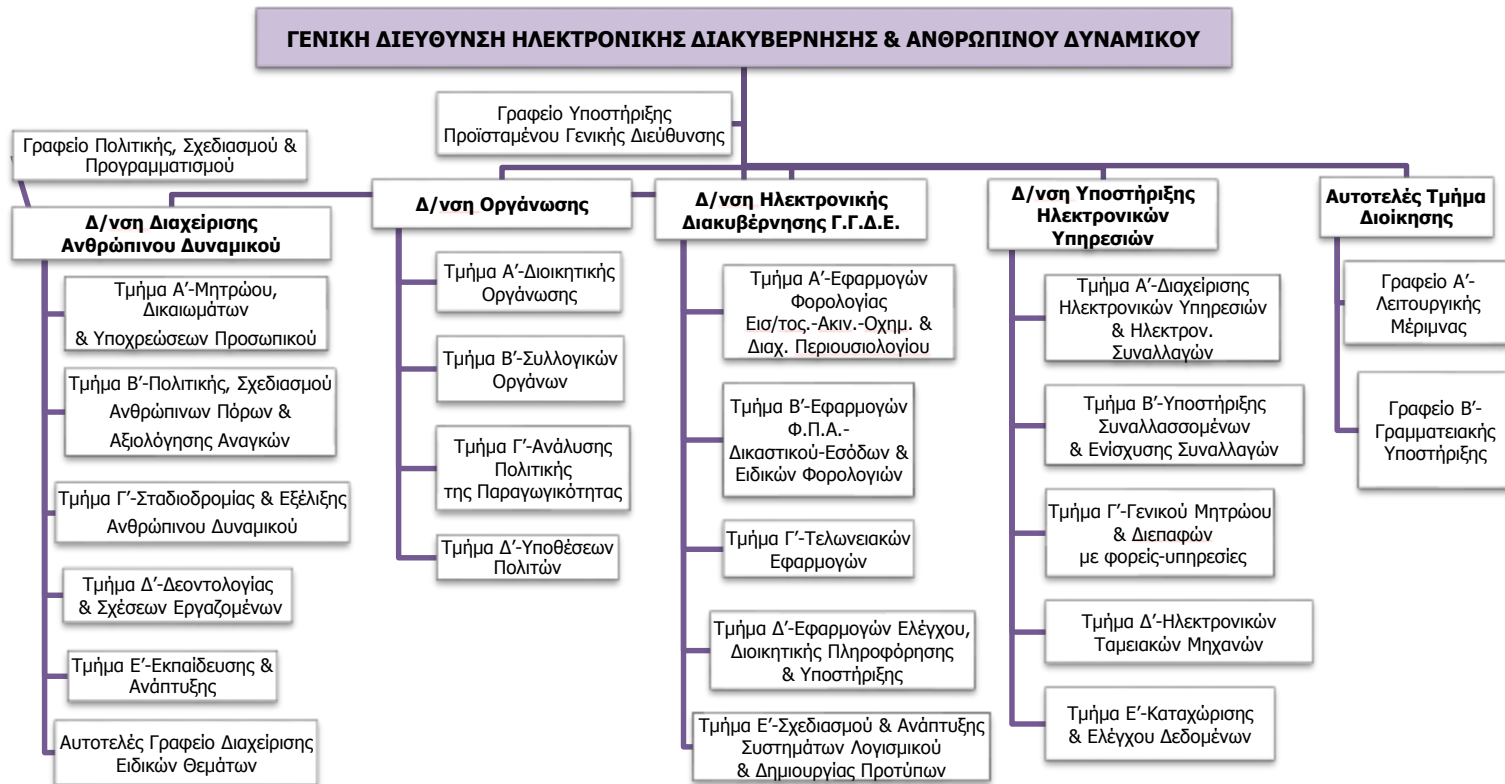 ΓΕΝΙΚΗ ΔΙΕΥΘΥΝΣΗ ΗΛΕΚΤΡΟΝΙΚΗΣ ΔΙΑΚΥΒΕΡΝΗΣΗΣ & ΑΝΘΡΩΠΙΝΟΥ ΔΥΝΑΜΙΚΟΥ
Γραφείο Υποστήριξης
Προϊσταμένου Γενικής Διεύθυνσης
Γραφείο Πολιτικής, Σχεδιασμού &
Προγραμματισμού
Δ/νση Διαχείρισης
Ανθρώπινου Δυναμικού
Τμήμα Α’-Μητρώου,
Δικαιωμάτων
& Υποχρεώσεων Προσωπικού
Τμήμα Β’-Πολιτικής, Σχεδιασμού
Ανθρώπινων Πόρων &
Αξιολόγησης Αναγκών
Τμήμα Γ’-Σταδιοδρομίας & Εξέλιξης
Ανθρώπινου Δυναμικού
Τμήμα Δ’-Δεοντολογίας
& Σχέσεων Εργαζομένων
Τμήμα Ε’-Εκπαίδευσης &
Ανάπτυξης
Αυτοτελές Γραφείο Διαχείρισης
Ειδικών Θεμάτων
Δ/νση Οργάνωσης
Τμήμα Α’-Διοικητικής
Οργάνωσης
Τμήμα Β’-Συλλογικών
Οργάνων
Τμήμα Γ’-Ανάλυσης
Πολιτικής
της Παραγωγικότητας
Τμήμα Δ’-Υποθέσεων
Πολιτών
Δ/νση Ηλεκτρονικής
Διακυβέρνησης Γ.Γ.Δ.Ε.
Τμήμα Α’-Εφαρμογών
Φορολογίας
Εισ/τος.-Ακιν.-Οχημ. &
Διαχ. Περιουσιολογίου
Τμήμα Β’-Εφαρμογών
Φ.Π.Α.-
Δικαστικού-Εσόδων &
Ειδικών Φορολογιών
Τμήμα Γ’-Τελωνειακών
Εφαρμογών
Τμήμα Δ’-Εφαρμογών Ελέγχου,
Διοικητικής Πληροφόρησης
& Υποστήριξης
Τμήμα Ε’-Σχεδιασμού & Ανάπτυξης
Συστημάτων Λογισμικού
& Δημιουργίας Προτύπων
Δ/νση Υποστήριξης
Ηλεκτρονικών
Υπηρεσιών
Τμήμα Α’-Διαχείρισης
Ηλεκτρονικών Υπηρεσιών
& Ηλεκτρον.
Συναλλαγών
Τμήμα Β’-Υποστήριξης
Συναλλασσομένων
& Ενίσχυσης Συναλλαγών
Τμήμα Γ’-Γενικού Μητρώου
& Διεπαφών
με φορείς-υπηρεσίες
Τμήμα Δ’-Ηλεκτρονικών
Ταμειακών Μηχανών
Τμήμα Ε’-Καταχώρισης
& Ελέγχου Δεδομένων
Αυτοτελές Τμήμα
Διοίκησης
Γραφείο Α’-
Λειτουργικής
Μέριμνας
Γραφείο Β’-
Γραμματειακής
Υποστήριξης